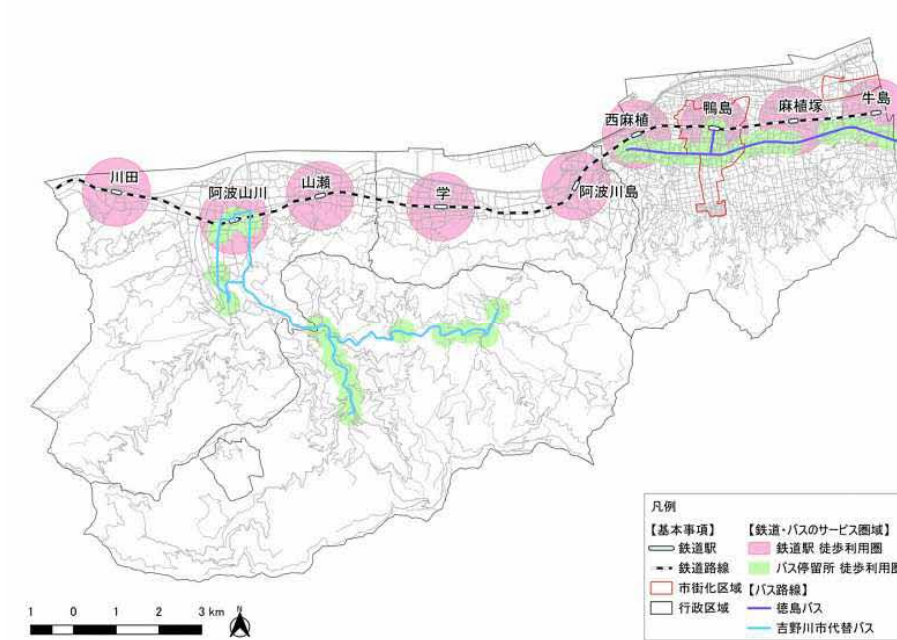 牛島
麻植塚
鴨島
西麻植
阿波川島
学
山瀬
阿波山川
川田
凡例
【基本事項】
鉄道駅
鉄道路線
市街化区域
行政区域
【鉄道・バスのサービス圏域】
鉄道駅 徒歩利用圏
バス停留所 徒歩利用圏
【バス路線】
徳島バス
吉野川市代替バス
1 0 1 2 3 km
N